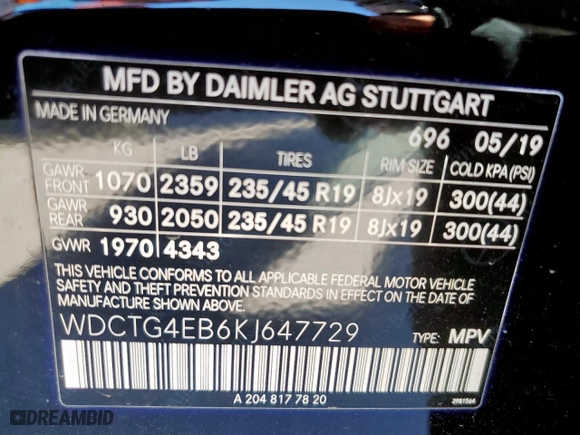 MFD BY DAIMLER AG STUTTGART
MADE IN GERMANY
696 05/19
KG LB TIRES RIM SIZE COLD KPA(PSI)
GAWR FRONT 1070 2359 235/45 R19 8Jx19 300(44)
GAWR REAR 930 2050 235/45 R19 8Jx19 300(44)
GVWR 1970 4343
THIS VEHICLE CONFORMS TO ALL APPLICABLE FEDERAL MOTOR VEHICLE
SAFETY AND THEFT PREVENTION STANDARDS IN EFFECT ON THE DATE OF
MANUFACTURE SHOWN ABOVE.
WDCTG4EB6KJ647729 TYPE: MPV
A 204 817 78 20
DREAMBID